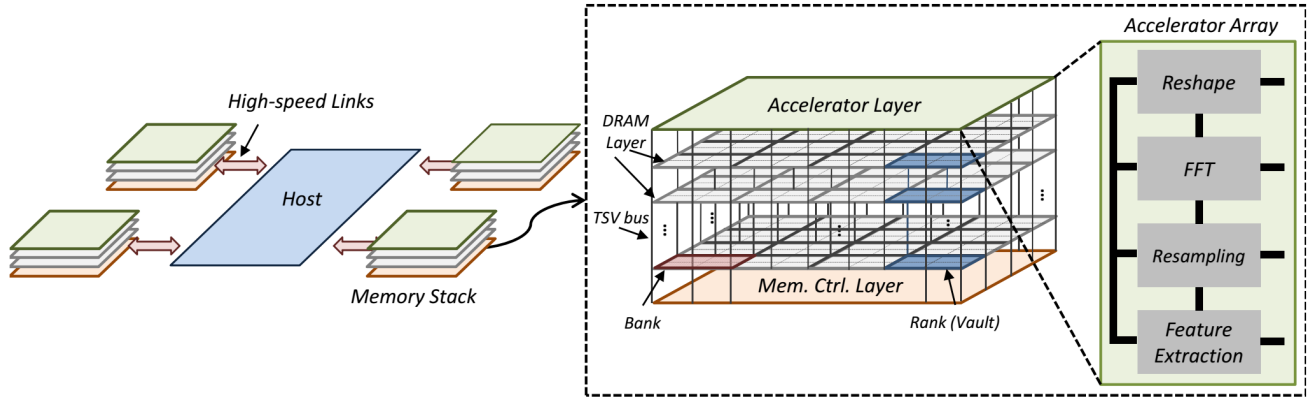 High-speed Links
Host
Memory Stack
Accelerator Layer
DRAM
Layer
TSV bus
...
...
...
...
Mem. Ctrl. Layer
Bank
Rank (Vault)
Accelerator Array
Reshape
FFT
Resampling
Feature
Extraction